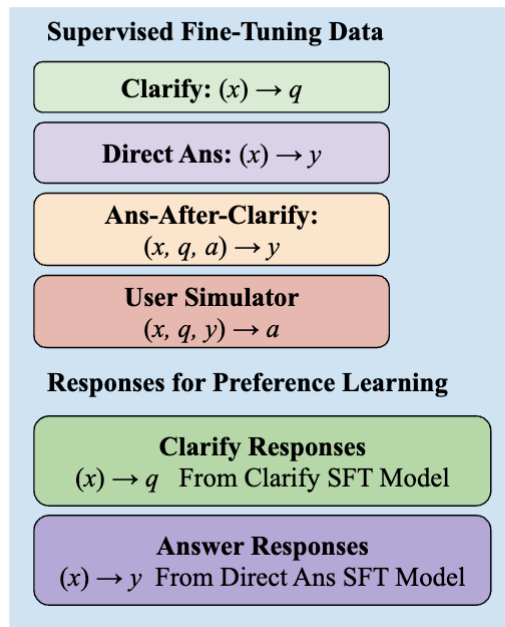 Supervised Fine-Tuning Data
Clarify: (x) → q
Direct Ans: (x) → y
Ans-After-Clarify:
(x, q, a) → y
User Simulator
(x, q, y) → a
Responses for Preference Learning
Clarify Responses
(x) → q From Clarify SFT Model
Answer Responses
(x) → y From Direct Ans SFT Model